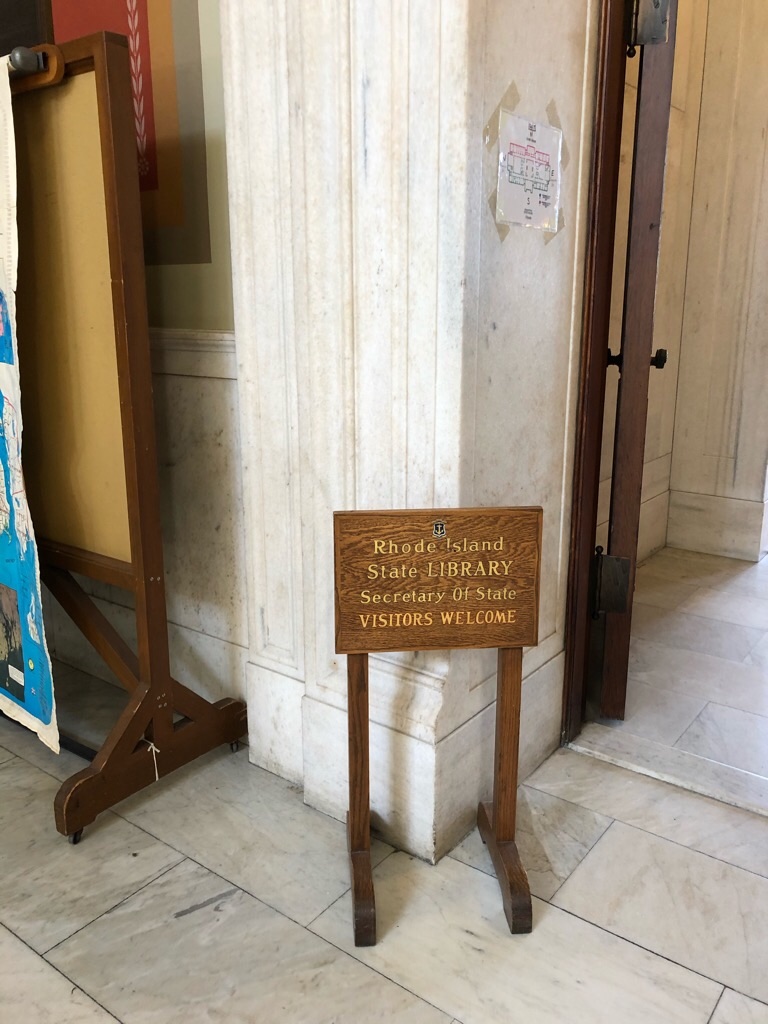 Rhode Island
State LIBRARY
Secretary Of State
VISITORS WELCOME
E
S